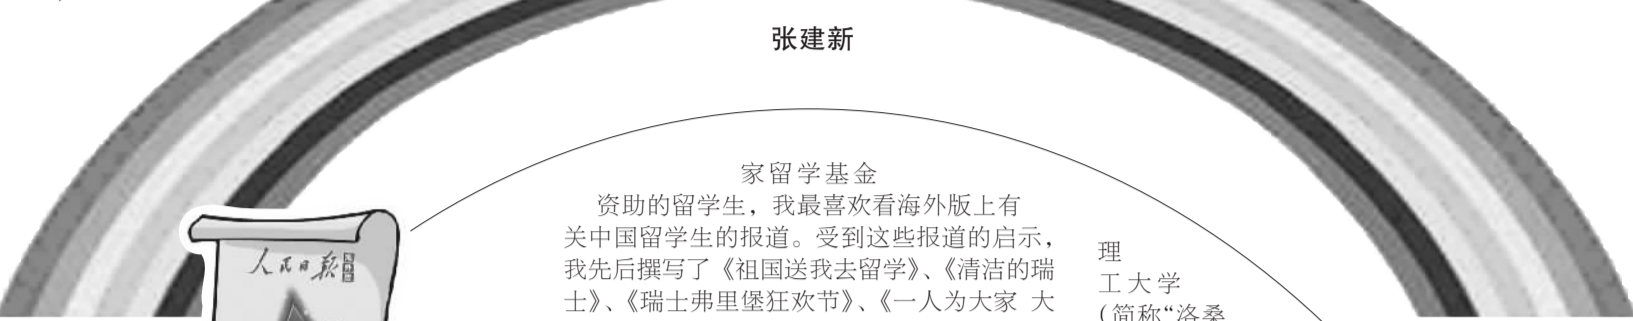 张建新
人民日报
家留学基金
资助的留学生，我最喜欢看海外版上有
关中国留学生的报道。受到这些报道的启示，
我先后撰写了《祖国送我去留学》、《清洁的瑞
士》、《瑞士弗里堡狂欢节》、《一人为大家 大
理
工大学
（简称“洛桑